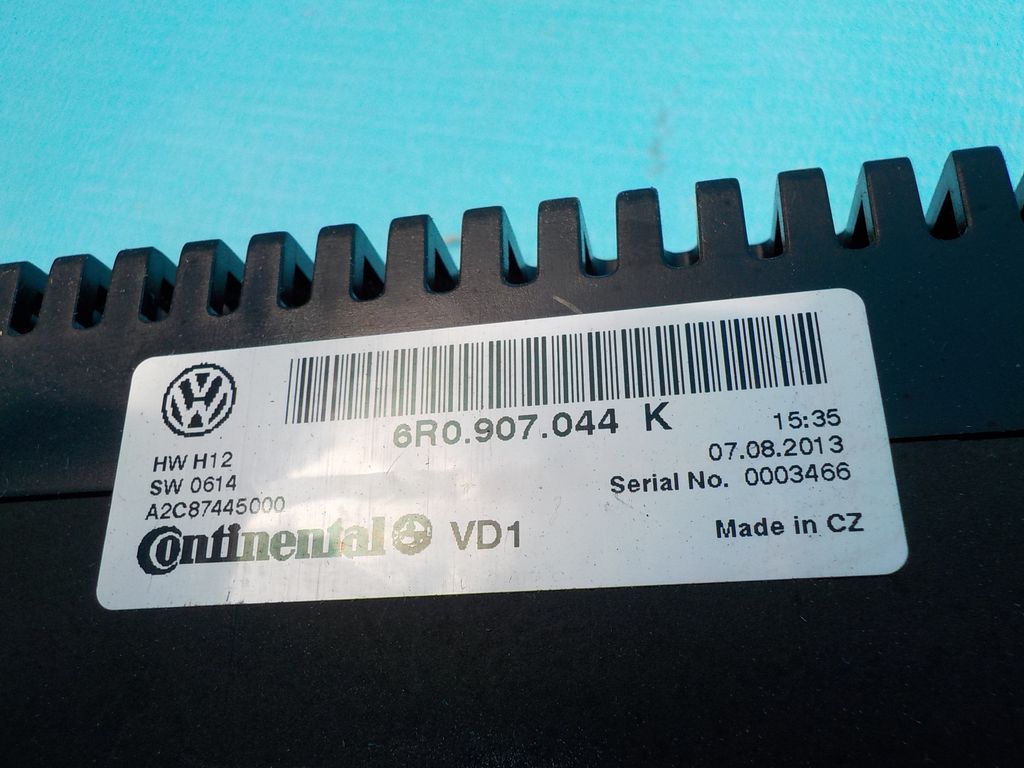 6R0.907.044 K
15:35
07.08.2013
Serial No. 0003466
HW H12
SW 0614
A2C87445000
Continental VD1
Made in CZ